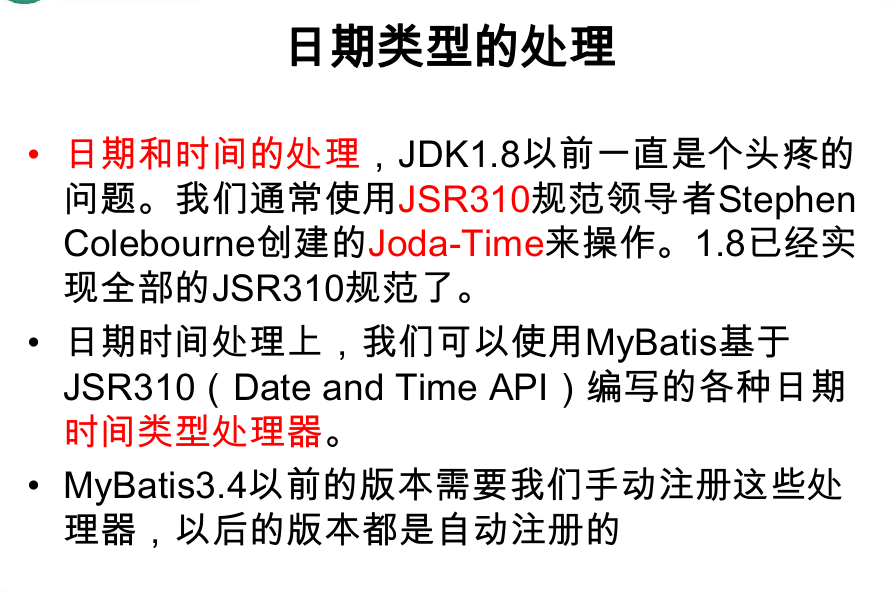 日期类型的处理
• 日期和时间的处理，JDK1.8以前一直是个头疼的
问题。我们通常使用JSR310规范领导者Stephen
Colebourne创建的Joda-Time来操作。1.8已经实
现全部的JSR310规范了。
• 日期时间处理上，我们可以使用MyBatis基于
JSR310（Date and Time API）编写的各种日期
时间类型处理器。
• MyBatis3.4以前的版本需要我们手动注册这些处
理器，以后的版本都是自动注册的